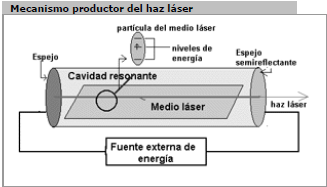 Mecanismo productor del haz láser
partícula del medio láser
niveles de
energía
Espejo
Espejo
semireflectante
Cavidad resonante
Medio láser
haz láser
Fuente externa de
energía